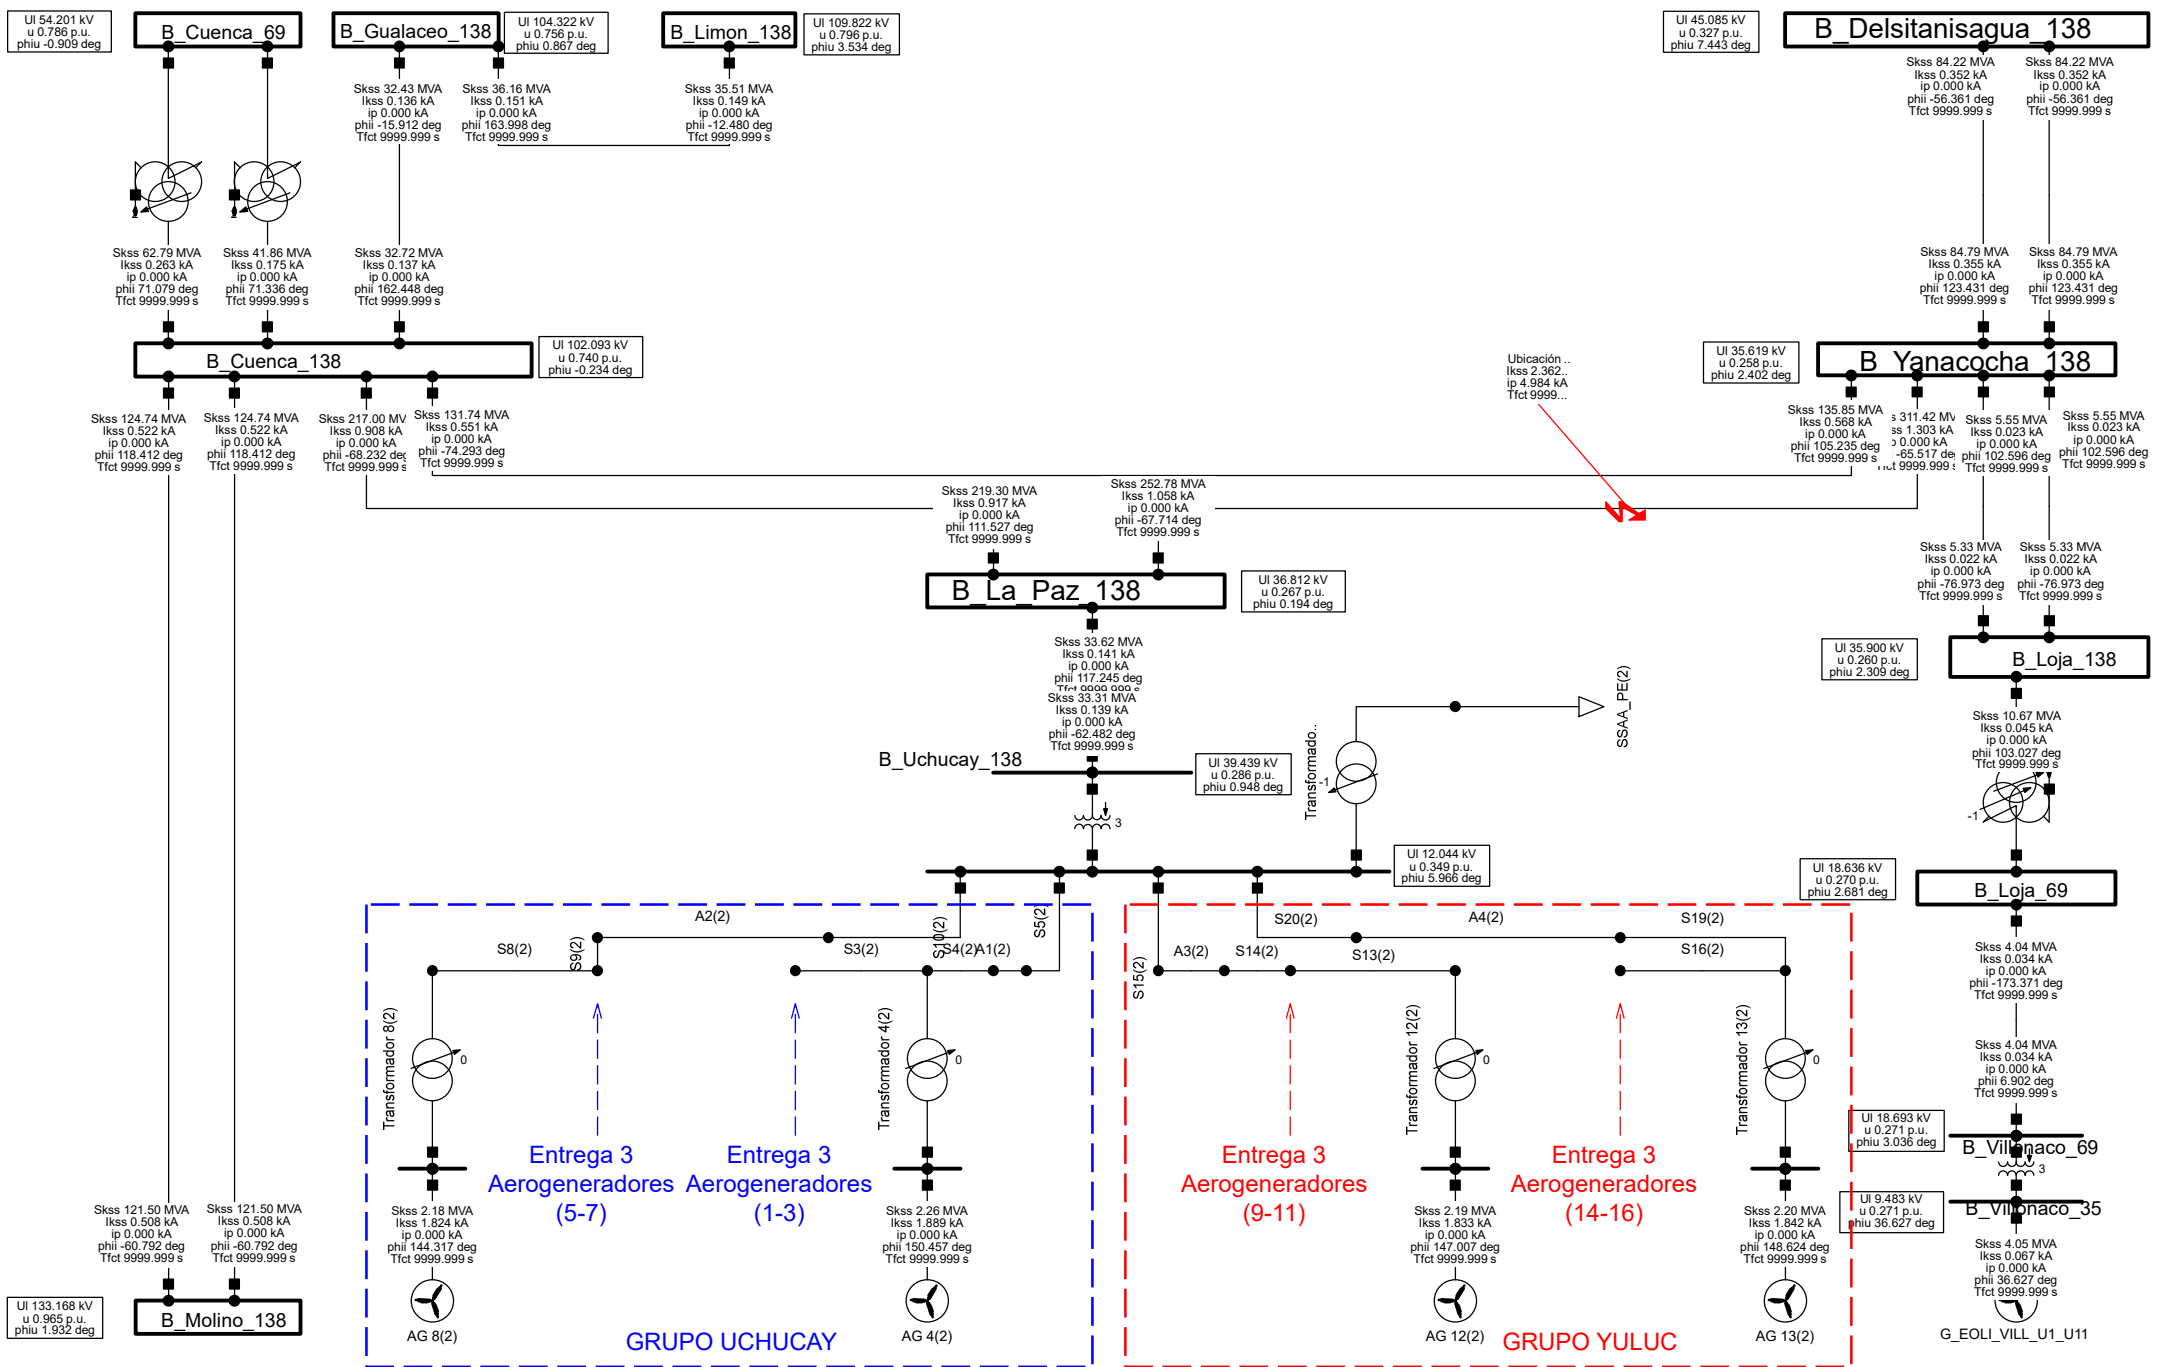 Ul 54.201 kV
u 0.786 p.u.
phiu -0.909 deg
B_Cuenca_69
B_Gualaceo_138
Ul 104.322 kV
u 0.756 p.u.
phiu 0.867 deg
B_Limon_138
Ul 109.822 kV
u 0.796 p.u.
phiu 3.534 deg
Ul 45.085 kV
u 0.327 p.u.
phiu 7.443 deg
B_Delsitanisagua_138
Skss 32.43 MVA
Ikss 0.136 kA
ip 0.000 kA
phii -15.912 deg
Tfct 9999.999 s
Skss 36.16 MVA
Ikss 0.151 kA
ip 0.000 kA
phii 163.998 deg
Tfct 9999.999 s
Skss 35.51 MVA
Ikss 0.149 kA
ip 0.000 kA
phii -12.480 deg
Tfct 9999.999 s
Skss 84.22 MVA
Ikss 0.352 kA
ip 0.000 kA
phii -56.361 deg
Tfct 9999.999 s
Skss 84.22 MVA
Ikss 0.352 kA
ip 0.000 kA
phii -56.361 deg
Tfct 9999.999 s
Skss 62.79 MVA
Ikss 0.263 kA
ip 0.000 kA
phii 71.079 deg
Tfct 9999.999 s
Skss 41.86 MVA
Ikss 0.175 kA
ip 0.000 kA
phii 71.336 deg
Tfct 9999.999 s
Skss 32.72 MVA
Ikss 0.137 kA
ip 0.000 kA
phii 162.448 deg
Tfct 9999.999 s
Skss 84.79 MVA
Ikss 0.355 kA
ip 0.000 kA
phii 123.431 deg
Tfct 9999.999 s
Skss 84.79 MVA
Ikss 0.355 kA
ip 0.000 kA
phii 123.431 deg
Tfct 9999.999 s
B_Cuenca_138
Ul 102.093 kV
u 0.740 p.u.
phiu -0.234 deg
Ubicación ..
Ikss 2.362..
ip 4.984 kA
Tfct 9999...
Ul 35.619 kV
u 0.258 p.u.
phiu 2.402 deg
B_Yanacocha_138
Skss 124.74 MVA
Ikss 0.522 kA
ip 0.000 kA
phii 118.412 deg
Tfct 9999.999 s
Skss 124.74 MVA
Ikss 0.522 kA
ip 0.000 kA
phii 118.412 deg
Tfct 9999.999 s
Skss 217.00 MV
Ikss 0.908 kA
ip 0.000 kA
phii -68.232 deg
Tfct 9999.999 s
Skss 131.74 MVA
Ikss 0.551 kA
ip 0.000 kA
phii -74.293 deg
Tfct 9999.999 s
Skss 135.85 MVA
Ikss 0.568 kA
ip 0.000 kA
phii 105.235 deg
Tfct 9999.999 s
311.42 MV
1.303 kA
0.000 kA
-65.517 de
9999.999 s
Skss 5.55 MVA
Ikss 0.023 kA
ip 0.000 kA
phii 102.596 deg
Tfct 9999.999 s
Skss 5.55 MVA
Ikss 0.023 kA
ip 0.000 kA
phii 102.596 deg
Tfct 9999.999 s
Skss 219.30 MVA
Ikss 0.917 kA
ip 0.000 kA
phii 111.527 deg
Tfct 9999.999 s
Skss 252.78 MVA
Ikss 1.058 kA
ip 0.000 kA
phii -67.714 deg
Tfct 9999.999 s
B_La_Paz_138
Ul 36.812 kV
u 0.267 p.u.
phiu 0.194 deg
Skss 5.33 MVA
Ikss 0.022 kA
ip 0.000 kA
phii -76.973 deg
Tfct 9999.999 s
Skss 5.33 MVA
Ikss 0.022 kA
ip 0.000 kA
phii -76.973 deg
Tfct 9999.999 s
Skss 33.62 MVA
Ikss 0.141 kA
ip 0.000 kA
phii 117.245 deg
Tfct 9999.999 s
Skss 33.31 MVA
Ikss 0.139 kA
ip 0.000 kA
phii -62.482 deg
Tfct 9999.999 s
Ul 35.900 kV
u 0.260 p.u.
phiu 2.309 deg
B_Loja_138
Skss 10.67 MVA
Ikss 0.045 kA
ip 0.000 kA
phii 103.027 deg
Tfct 9999.999 s
-1
B_Uchucay_138
Ul 39.439 kV
u 0.286 p.u.
phiu 0.948 deg
3
Transformado..
-1
SSAA_PE(2)
Ul 12.044 kV
u 0.349 p.u.
phiu 5.966 deg
Ul 18.636 kV
u 0.270 p.u.
phiu 2.681 deg
B_Loja_69
A2(2)
S8(2)
S9(2)
S3(2)
S10(2)
S4(2)
A1(2)
S5(2)
S20(2)
A4(2)
S19(2)
S15(2)
A3(2)
S14(2)
S13(2)
S16(2)
Skss 4.04 MVA
Ikss 0.034 kA
ip 0.000 kA
phii -173.371 deg
Tfct 9999.999 s
Skss 4.04 MVA
Ikss 0.034 kA
ip 0.000 kA
phii 6.902 deg
Tfct 9999.999 s
Transformador 8(2)
0
Transformador 4(2)
0
Transformador 12(2)
0
Transformador 13(2)
0
Entrega 3
Aerogeneradores
(5-7)
Entrega 3
Aerogeneradores
(1-3)
Entrega 3
Aerogeneradores
(9-11)
Entrega 3
Aerogeneradores
(14-16)
Ul 18.693 kV
u 0.271 p.u.
phiu 3.036 deg
B_Villonaco_69
3
Ul 9.483 kV
u 0.271 p.u.
phiu 36.627 deg
B_Villonaco_35
Skss 121.50 MVA
Ikss 0.508 kA
ip 0.000 kA
phii -60.792 deg
Tfct 9999.999 s
Skss 121.50 MVA
Ikss 0.508 kA
ip 0.000 kA
phii -60.792 deg
Tfct 9999.999 s
Skss 2.18 MVA
Ikss 1.824 kA
ip 0.000 kA
phii 144.317 deg
Tfct 9999.999 s
Skss 2.26 MVA
Ikss 1.889 kA
ip 0.000 kA
phii 150.457 deg
Tfct 9999.999 s
Skss 2.19 MVA
Ikss 1.833 kA
ip 0.000 kA
phii 147.007 deg
Tfct 9999.999 s
Skss 2.20 MVA
Ikss 1.842 kA
ip 0.000 kA
phii 148.624 deg
Tfct 9999.999 s
Skss 4.05 MVA
Ikss 0.067 kA
ip 0.000 kA
phii 36.627 deg
Tfct 9999.999 s
Ul 133.168 kV
u 0.965 p.u.
phiu 1.932 deg
B_Molino_138
AG 8(2)
GRUPO UCHUCAY
AG 4(2)
AG 12(2)
GRUPO YULUC
AG 13(2)
G_EOLI_VILL_U1_U11